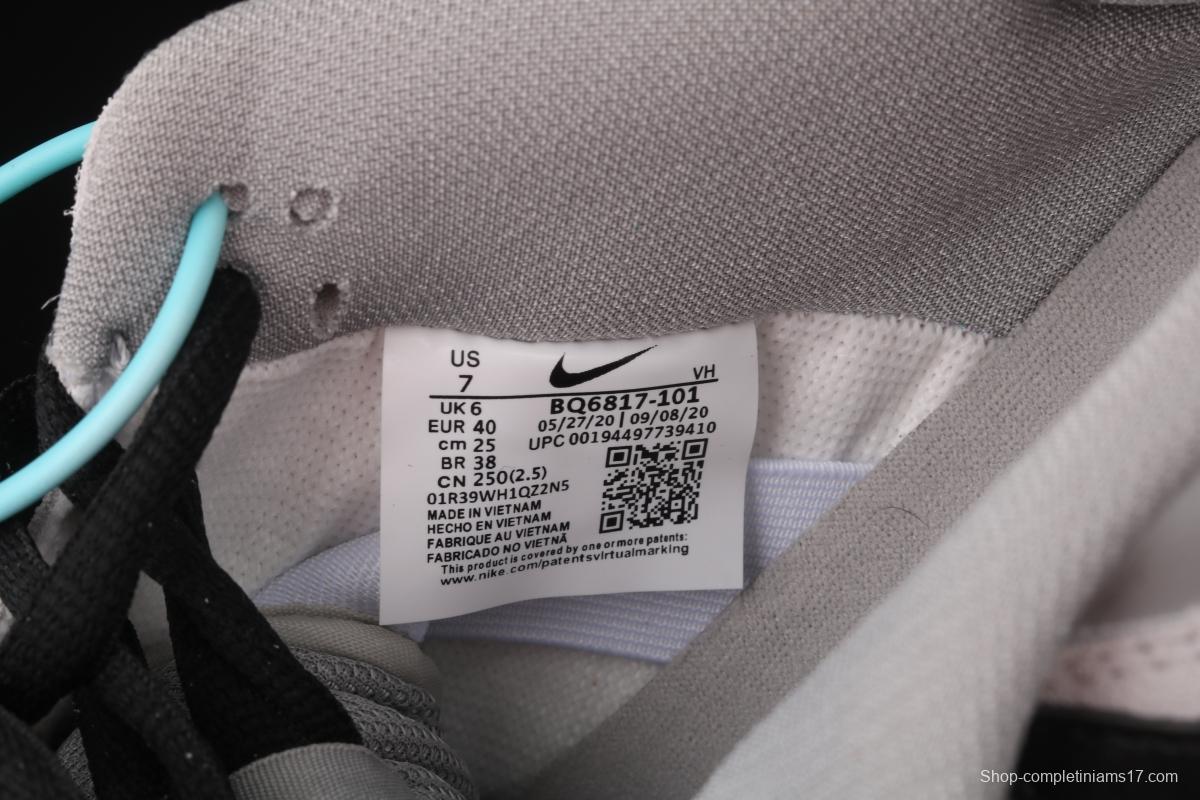 US
7
VH
UK 6
BQ6817-101
EUR 40
05/27/20 | 09/08/20
cm 25
UPC 00194497739410
BR 38
CN 250(2.5)
01R39WH1QZ2N5
MADE IN VIETNAM
HECHO EN VIETNAM
FABRIQUE AU VIETNAM
FABRICADO NO VIETNÃ
This product is covered by one or more patents:
www.nike.com/patentsvirtualmarking
Shop-completiniams17.com